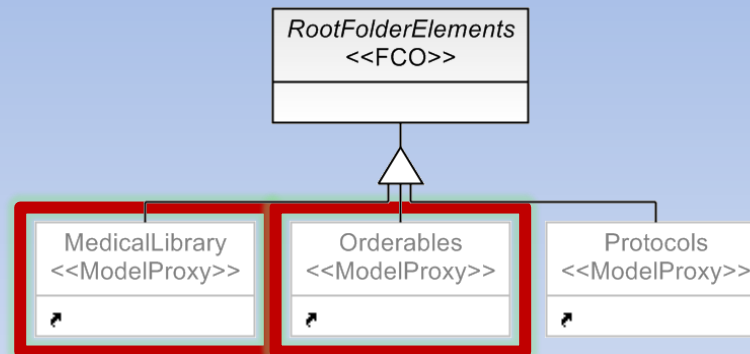 RootFolderElements
<<FCO>>
MedicalLibrary
<<ModelProxy>>
Orderables
<<ModelProxy>>
Protocols
<<ModelProxy>>